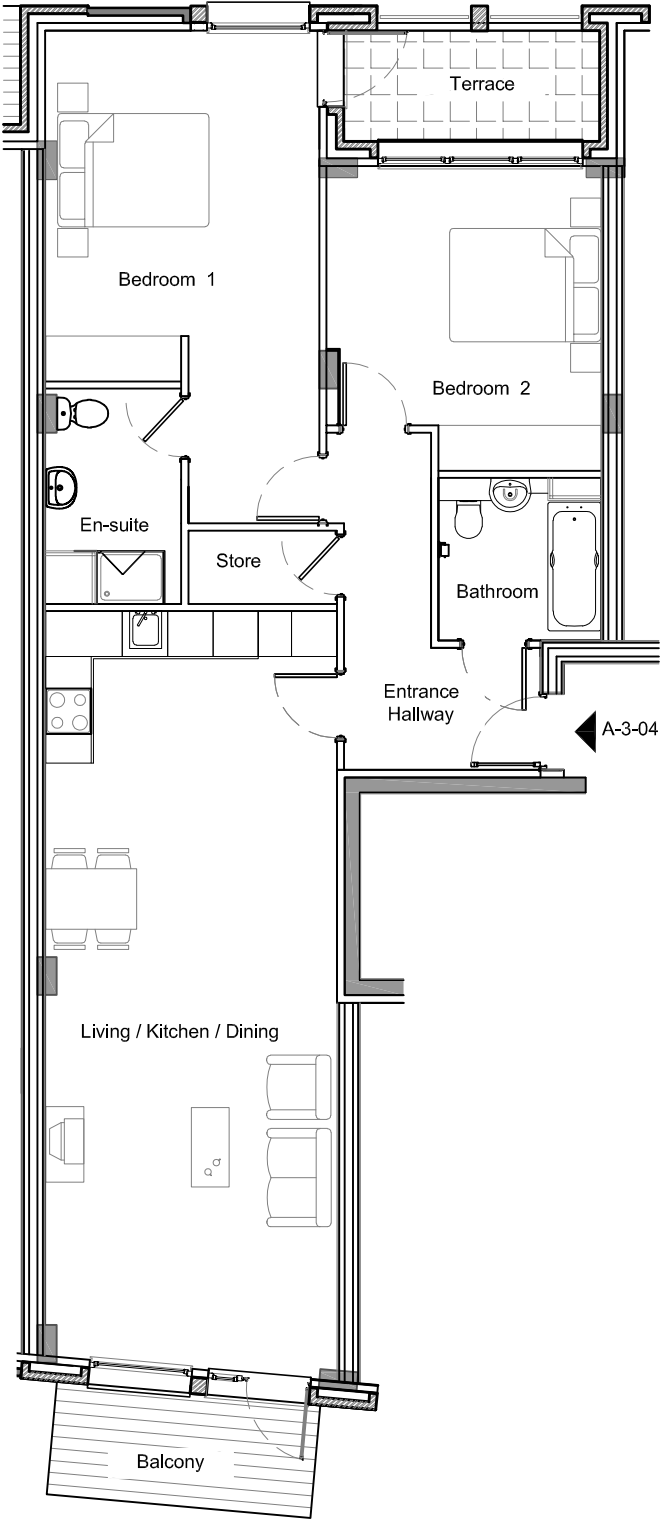 Terrace
Bedroom 1
Bedroom 2
En-suite
Store
Bathroom
Entrance
Hallway
A-3-04
Living / Kitchen / Dining
Balcony